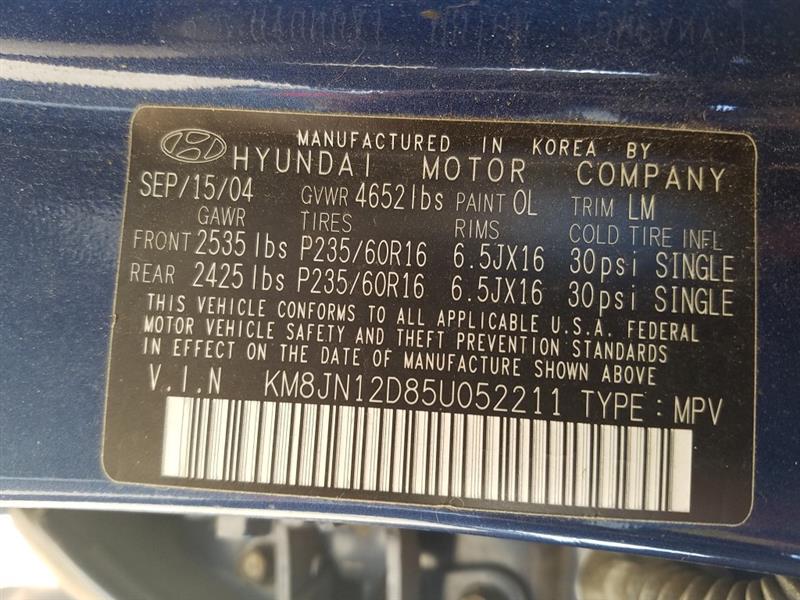 MANUFACTURED IN KOREA BY
HYUNDAI MOTOR COMPANY
SEP/15/04 GVWR 4652lbs PAINT OL TRIM LM
GAWR TIRES RIMS COLD TIRE INFL
FRONT 2535lbs P235/60R16 6.5JX16 30psi SINGLE
REAR 2425lbs P235/60R16 6.5JX16 30psi SINGLE
THIS VEHICLE CONFORMS TO ALL APPLICABLE U.S.A. FEDERAL
MOTOR VEHICLE SAFETY AND THEFT PREVENTION STANDARDS
IN EFFECT ON THE DATE OF MANUFACTURE SHOWN ABOVE
V.I.N KM8JN12D85U052211 TYPE : MPV